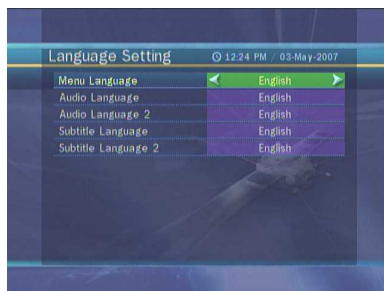 Language Setting
12:24 PM / 03-May-2007
Menu Language English
Audio Language English
Audio Language 2 English
Subtitle Language English
Subtitle Language 2 English